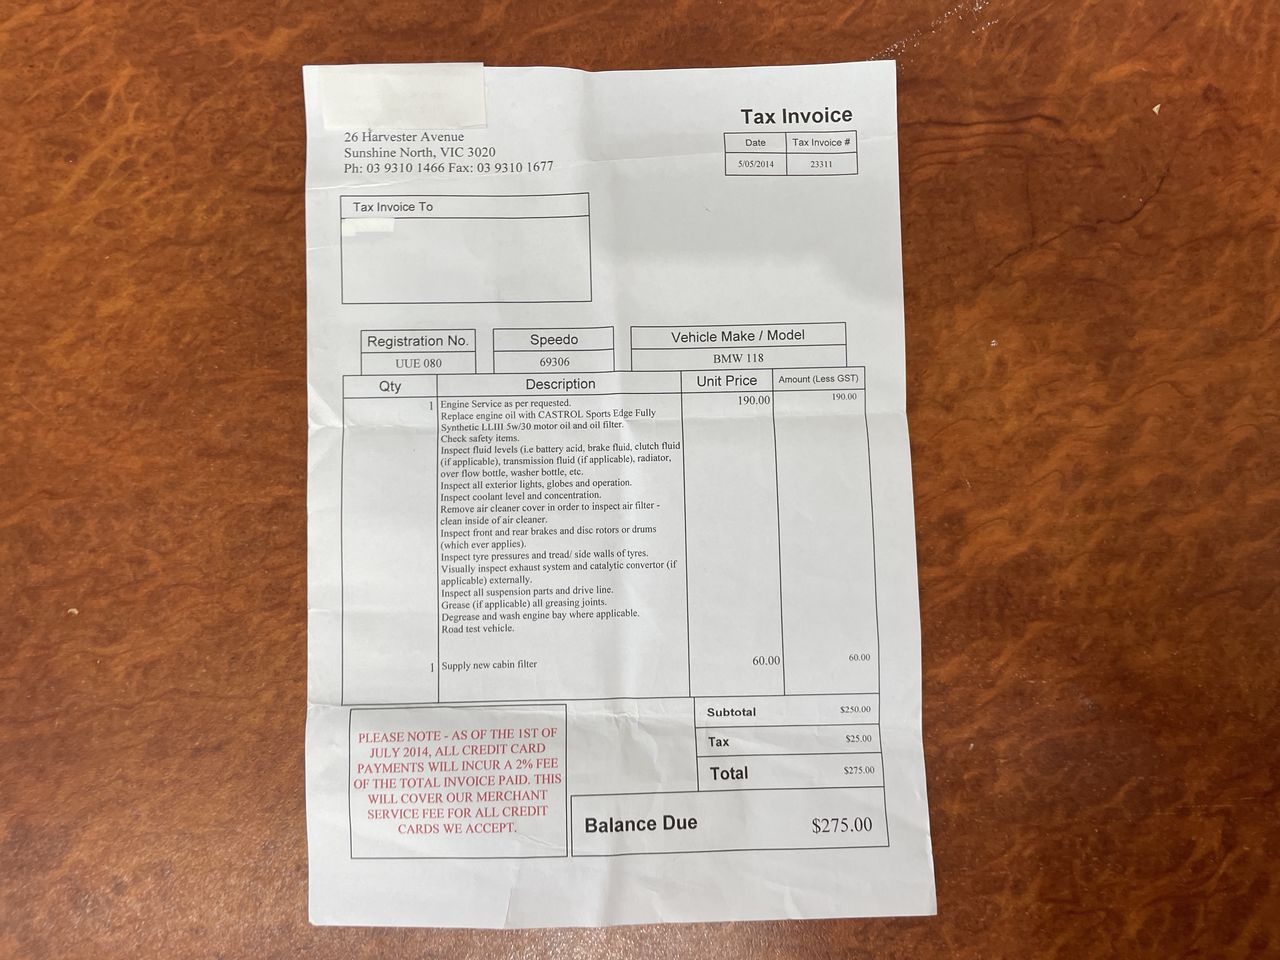 26 Harvester Avenue
Sunshine North, VIC 3020
Ph: 03 9310 1466 Fax: 03 9310 1677
Tax Invoice
Date Tax Invoice #
5/05/2014 23311
Tax Invoice To
Registration No. Speedo Vehicle Make / Model
UUE 080 69306 BMW 118
Qty Description Unit Price Amount (Less GST)
1 Engine Service as per requested. 190.00 190.00
Replace engine oil with CASTROL Sports Edge Fully
Synthetic LLIII 5w/30 motor oil and oil filter.
Check safety items.
Inspect fluid levels (i.e battery acid, brake fluid, clutch fluid
(if applicable), transmission fluid (if applicable), radiator,
over flow bottle, washer bottle, etc.
Inspect all exterior lights, globes and operation.
Inspect coolant level and concentration.
Remove air cleaner cover in order to inspect air filter -
clean inside of air cleaner.
Inspect front and rear brakes and disc rotors or drums
(which ever applies).
Inspect tyre pressures and tread/ side walls of tyres.
Visually inspect exhaust system and catalytic convertor (if
applicable) externally.
Inspect all suspension parts and drive line.
Grease (if applicable) all greasing joints.
Degrease and wash engine bay where applicable.
Road test vehicle.
1 Supply new cabin filter 60.00 60.00
Subtotal $250.00
Tax $25.00
Total $275.00
PLEASE NOTE - AS OF THE 1ST OF
JULY 2014, ALL CREDIT CARD
PAYMENTS WILL INCUR A 2% FEE
OF THE TOTAL INVOICE PAID. THIS
WILL COVER OUR MERCHANT
SERVICE FEE FOR ALL CREDIT
CARDS WE ACCEPT.
Balance Due $275.00